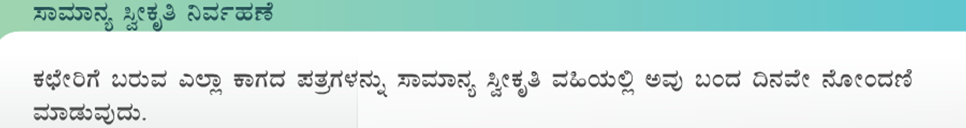 ಸಾಮಾನ್ಯ ಸ್ವೀಕೃತಿ ನಿರ್ವಹಣೆ
ಕಛೇರಿಗೆ ಬರುವ ಎಲ್ಲಾ ಕಾಗದ ಪತ್ರಗಳನ್ನು ಸಾಮಾನ್ಯ ಸ್ವೀಕೃತಿ ವಹಿಯಲ್ಲಿ ಅವು ಬಂದ ದಿನವೇ ನೋಂದಣಿ
ಮಾಡುವುದು.